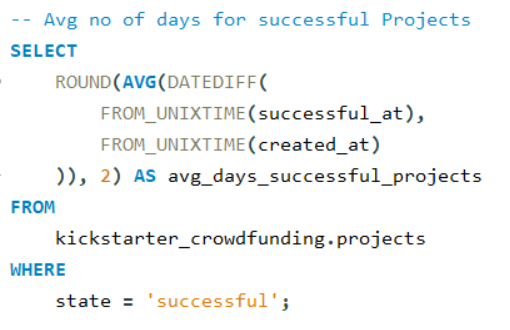 -- Avg no of days for successful Projects
SELECT
ROUND(AVG(DATEDIFF(
FROM_UNIXTIME(successful_at),
FROM_UNIXTIME(created_at)
)), 2) AS avg_days_successful_projects
FROM
kickstarter_crowdfunding.projects
WHERE
state = 'successful';